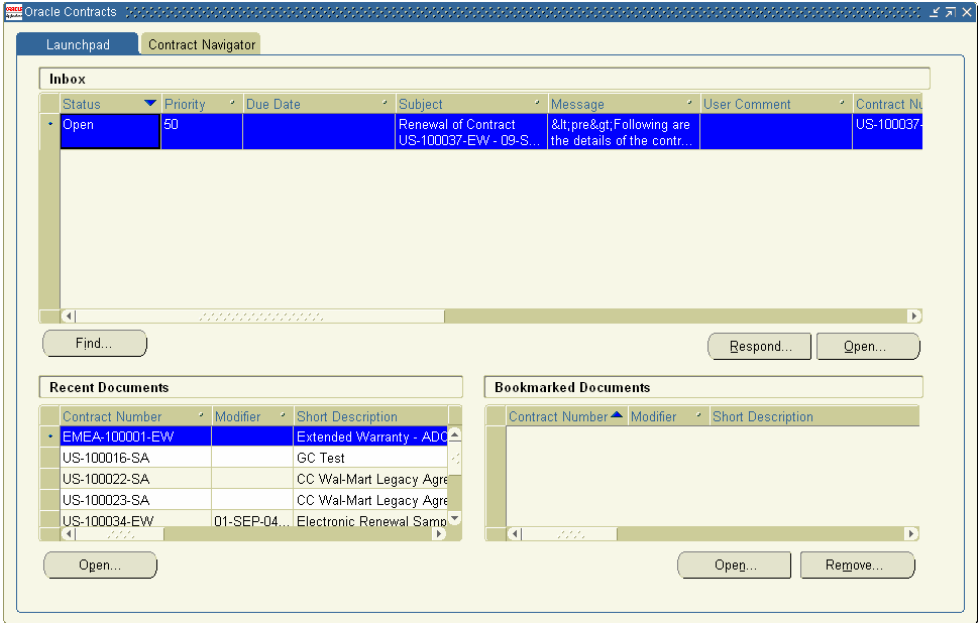 Oracle Contracts
Launchpad
Contract Navigator
Inbox
Status Priority Due Date Subject Message User Comment Contract Nu
Open 50 Renewal of Contract &lt;pre&gt;Following are US-100037-
US-100037-EW - 09-S... the details of the contr...
Find...
Respond... Open...
Recent Documents
Contract Number Modifier Short Description
EMEA-100001-EW Extended Warranty - ADC
US-100016-SA GC Test
US-100022-SA CC Wal-Mart Legacy Agre
US-100023-SA CC Wal-Mart Legacy Agre
US-100034-EW 01-SEP-04... Electronic Renewal Samp
Open...
Bookmarked Documents
Contract Number Modifier Short Description
Open... Remove...